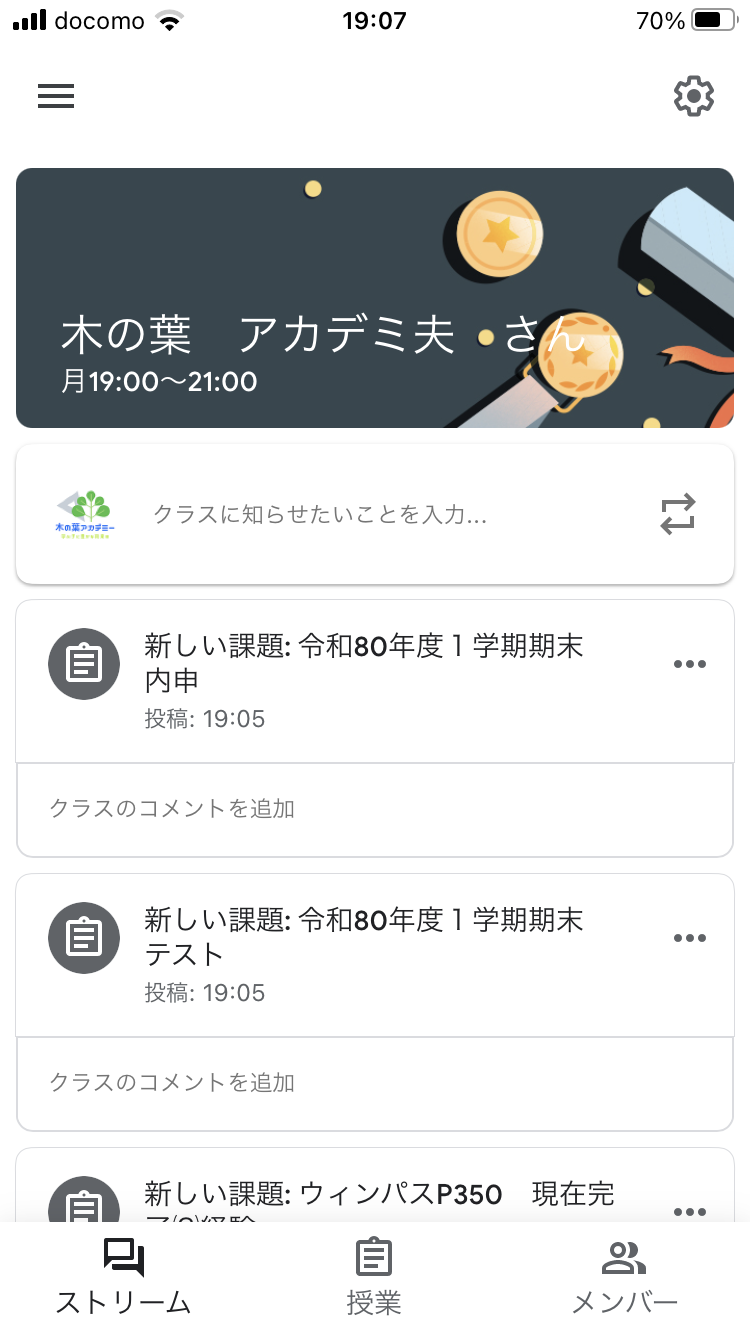 docomo 19:07 70%
木の葉　アカデミ夫　さん
月19:00〜21:00
木の葉アカデミー
クラスに知らせたいことを入力...
新しい課題: 令和80年度１学期期末
内申
投稿: 19:05
クラスのコメントを追加
新しい課題: 令和80年度１学期期末
テスト
投稿: 19:05
クラスのコメントを追加
新しい課題: ウィンパスP350　現在完
ストリーム 授業 メンバー